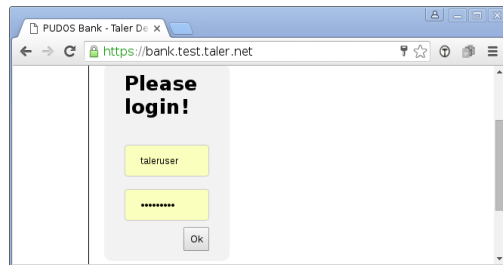 PUDOS Bank - Taler De
https://bank.test.taler.net
Please
login!
taleruser
•••••••••
Ok